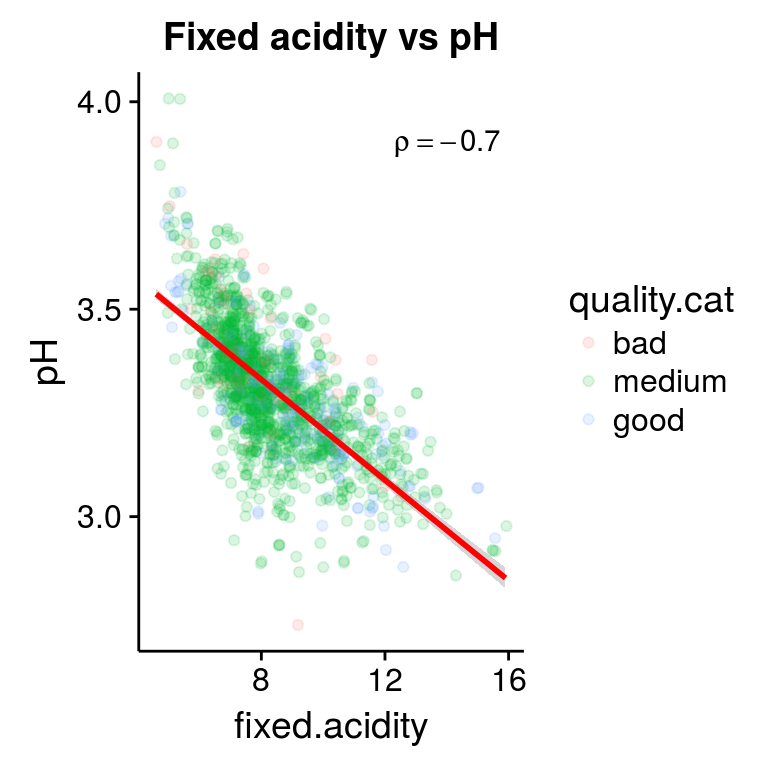 Fixed acidity vs pH
4.0
3.5
3.0
pH
ρ = −0.7
8 12 16
fixed.acidity
quality.cat
bad
medium
good